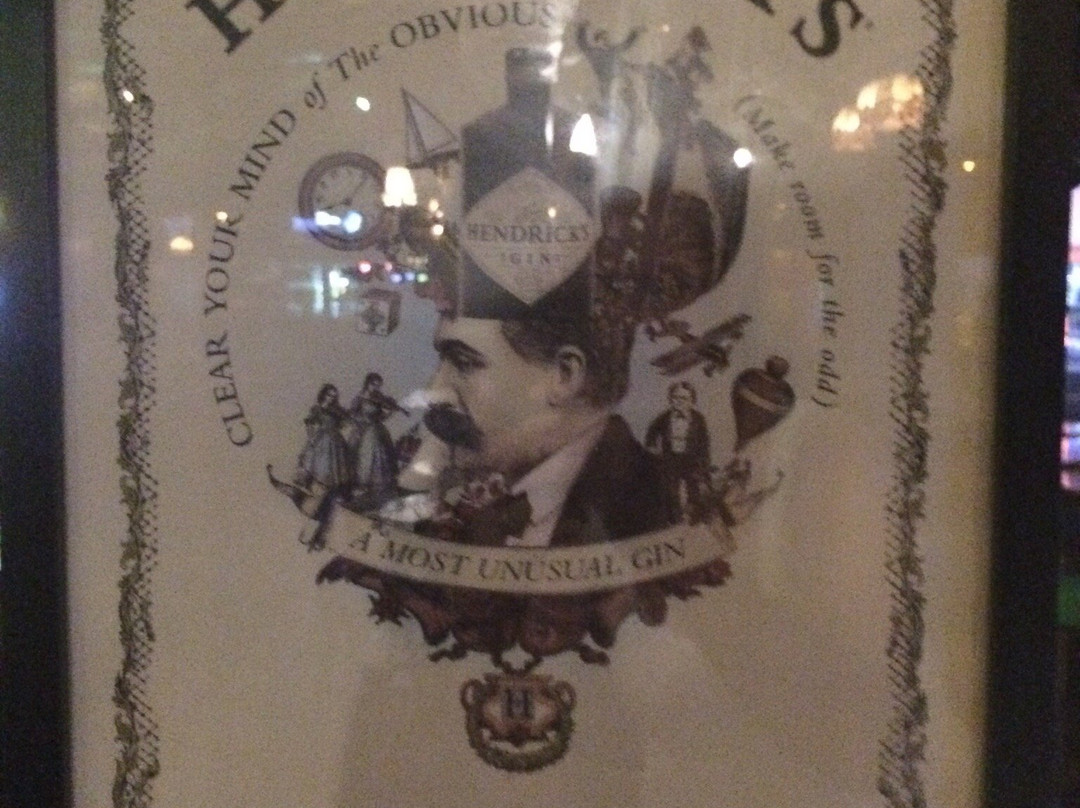 CLEAR YOUR MIND of The OBVIOUS
(Make room for the odd)
HENDRICK'S
GIN
A MOST UNUSUAL GIN
H